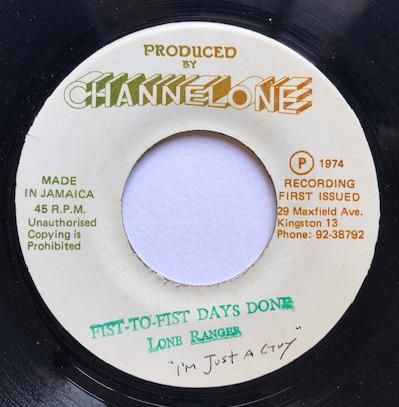 PRODUCED
BY
CHANNEL ONE
MADE
IN JAMAICA
45 R.P.M.
Unauthorised
Copying is
Prohibited
P 1974
RECORDING
FIRST ISSUED
29 Maxfield Ave.
Kingston 13
Phone: 92-38792
FIST-TO-FIST DAYS DONE
LONE RANGER
"I'M JUST A GUY"